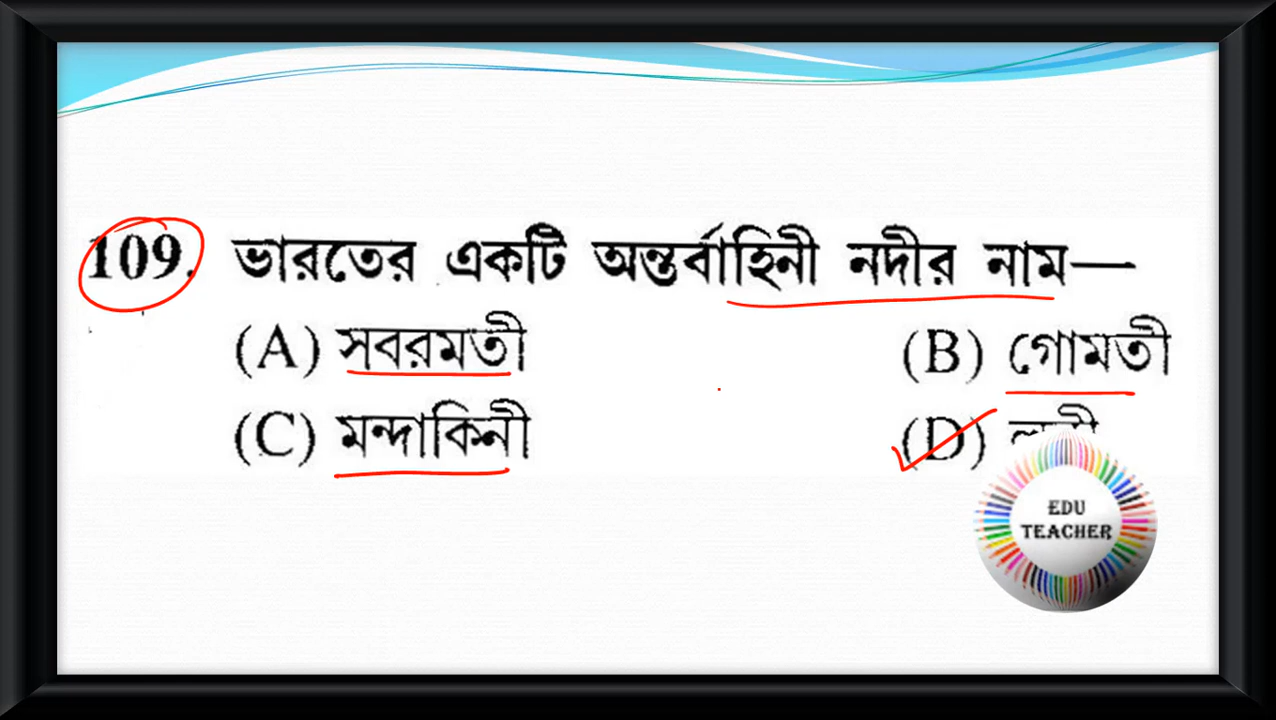 109. ভারতের একটি অন্তর্বাহিনী নদীর নাম—
(A) সবরমতী (B) গোমতী
(C) মন্দাকিনী (D)
EDU
TEACHER